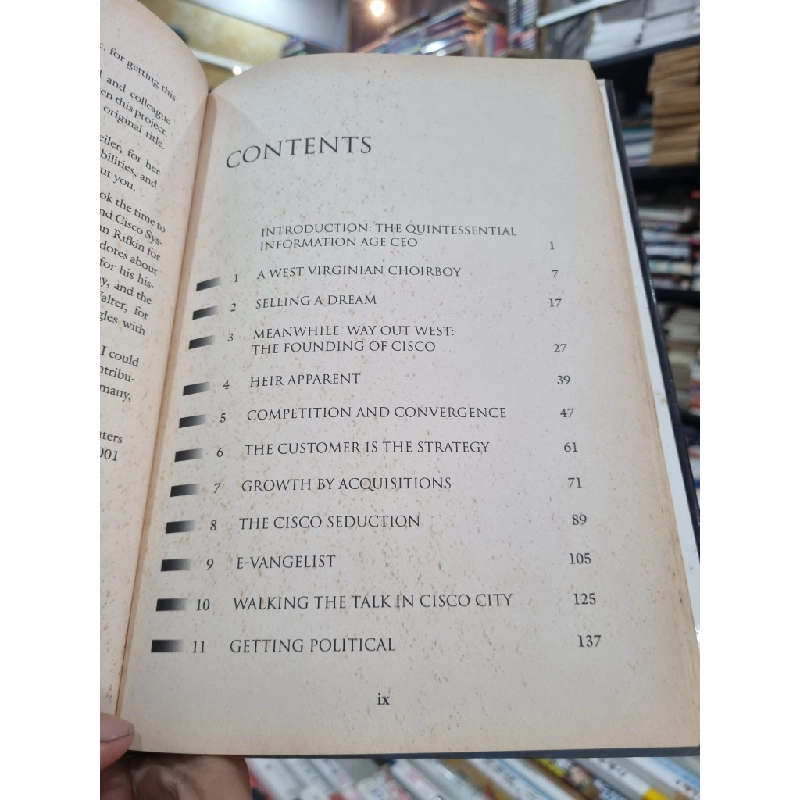 for getting this
and colleague
en this project.
original title.
eiler, for her
bilities, and
ut you.
ok the time to
nd Cisco Sys-
an Rifkin for
dotes about
for his his-
ny, and the
Valter, for
gles with
I could
ntribu-
many,
ters
001
CONTENTS
INTRODUCTION: THE QUINTESSENTIAL
INFORMATION AGE CEO 1
1 A WEST VIRGINIAN CHOIRBOY 7
2 SELLING A DREAM 17
3 MEANWHILE, WAY OUT WEST:
THE FOUNDING OF CISCO 27
4 HEIR APPARENT 39
5 COMPETITION AND CONVERGENCE 47
6 THE CUSTOMER IS THE STRATEGY 61
7 GROWTH BY ACQUISITIONS 71
8 THE CISCO SEDUCTION 89
9 E-VANGELIST 105
10 WALKING THE TALK IN CISCO CITY 125
11 GETTING POLITICAL 137
ix